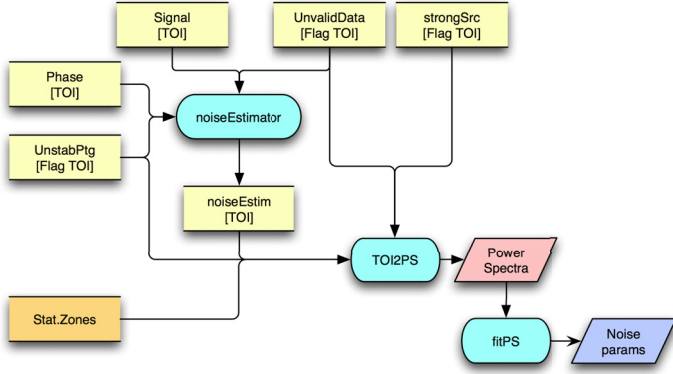 Signal
[TOI]
UnvalidData
[Flag TOI]
strongSrc
[Flag TOI]
Phase
[TOI]
noiseEstimator
UnstabPtg
[Flag TOI]
noiseEstim
[TOI]
TOI2PS
Power
Spectra
Stat.Zones
fitPS
Noise
params